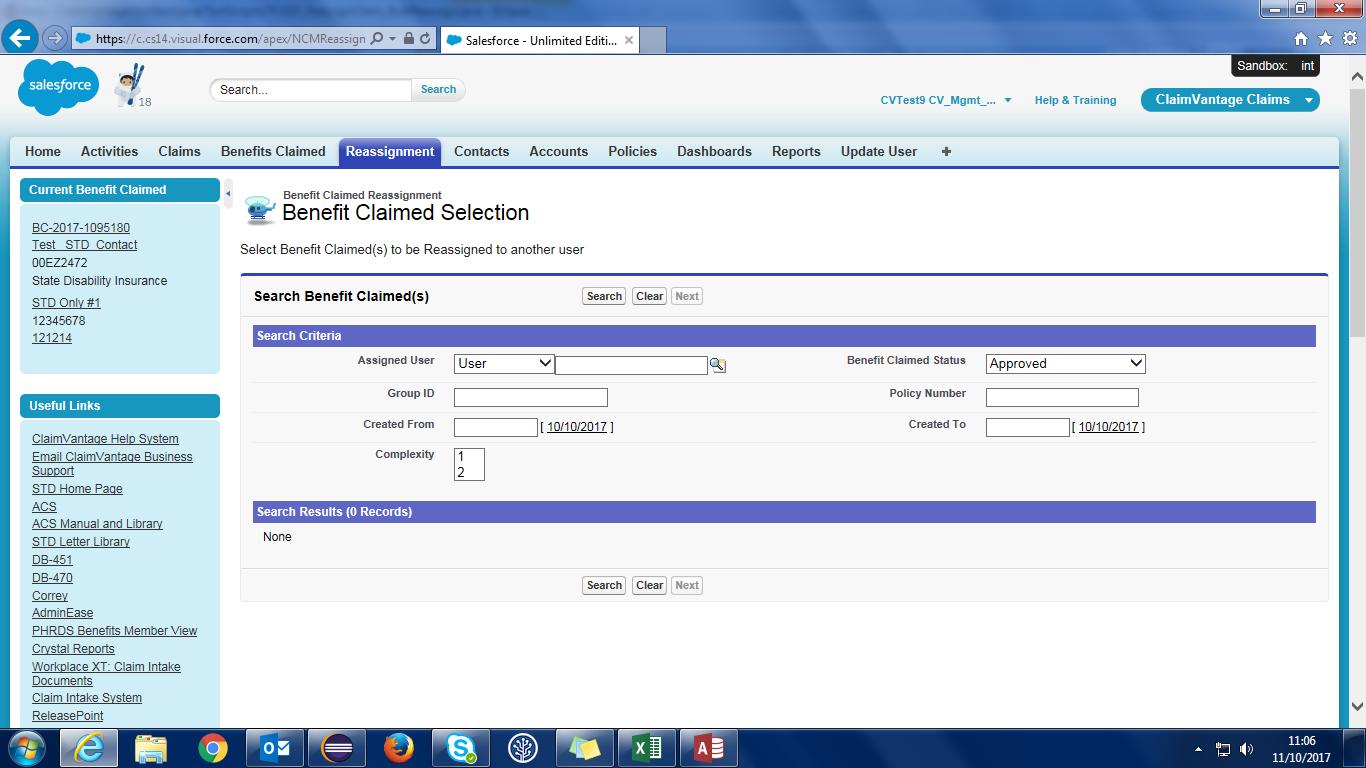 https://c.cs14.visual.force.com/apex/NCMReassign
Salesforce - Unlimited Editi...
Sandbox: int
salesforce
18
Search...
Search
CVTest9 CV_Mgmt_...
Help & Training
ClaimVantage Claims
Home
Activities
Claims
Benefits Claimed
Reassignment
Contacts
Accounts
Policies
Dashboards
Reports
Update User
+
Current Benefit Claimed
BC-2017-1095180
Test_ STD_Contact
00EZ2472
State Disability Insurance
STD Only #1
12345678
121214
Useful Links
ClaimVantage Help System
Email ClaimVantage Business
Support
STD Home Page
ACS
ACS Manual and Library
STD Letter Library
DB-451
DB-470
Correy
AdminEase
PHRDS Benefits Member View
Crystal Reports
Workplace XT: Claim Intake
Documents
Claim Intake System
ReleasePoint
Benefit Claimed Reassignment
Benefit Claimed Selection
Select Benefit Claimed(s) to be Reassigned to another user
Search Benefit Claimed(s)
Search Clear Next
Search Criteria
Assigned User User
Benefit Claimed Status Approved
Group ID
Policy Number
Created From [ 10/10/2017 ]
Created To [ 10/10/2017 ]
Complexity 1
2
Search Results (0 Records)
None
Search Clear Next
11:06
11/10/2017